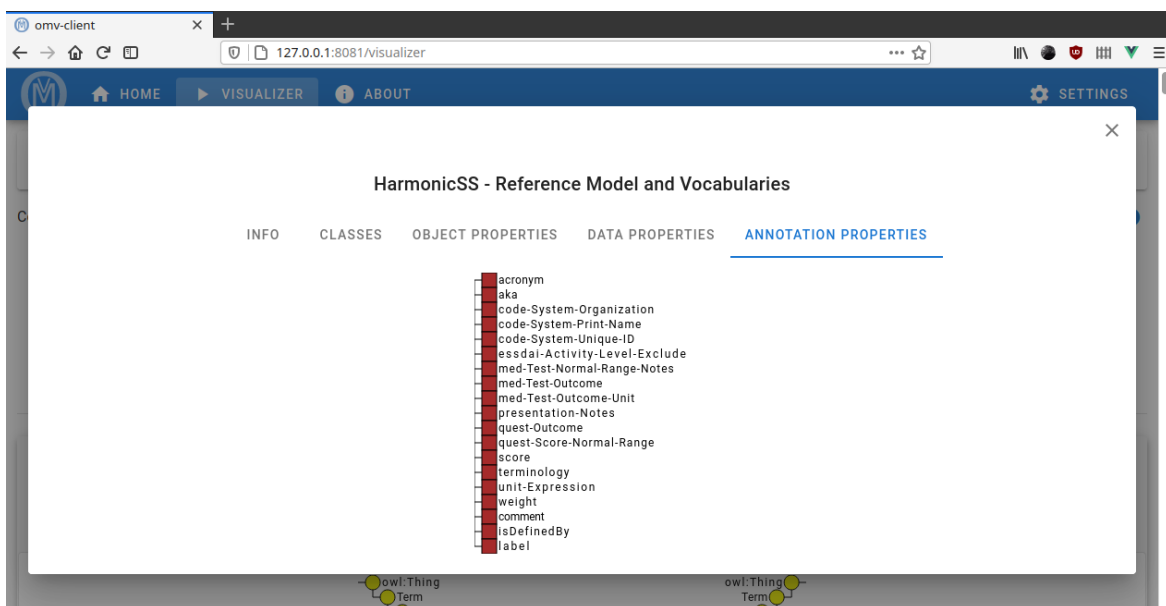 omv-client
127.0.0.1:8081/visualizer
HOME VISUALIZER ABOUT SETTINGS
HarmonicSS - Reference Model and Vocabularies
INFO CLASSES OBJECT PROPERTIES DATA PROPERTIES ANNOTATION PROPERTIES
acronym
aka
code-System-Organization
code-System-Print-Name
code-System-Unique-ID
essdai-Activity-Level-Exclude
med-Test-Normal-Range-Notes
med-Test-Outcome
med-Test-Outcome-Unit
presentation-Notes
quest-Outcome
quest-Score-Normal-Range
score
terminology
unit-Expression
weight
comment
isDefinedBy
label
owl:Thing owl:Thing
Term Term